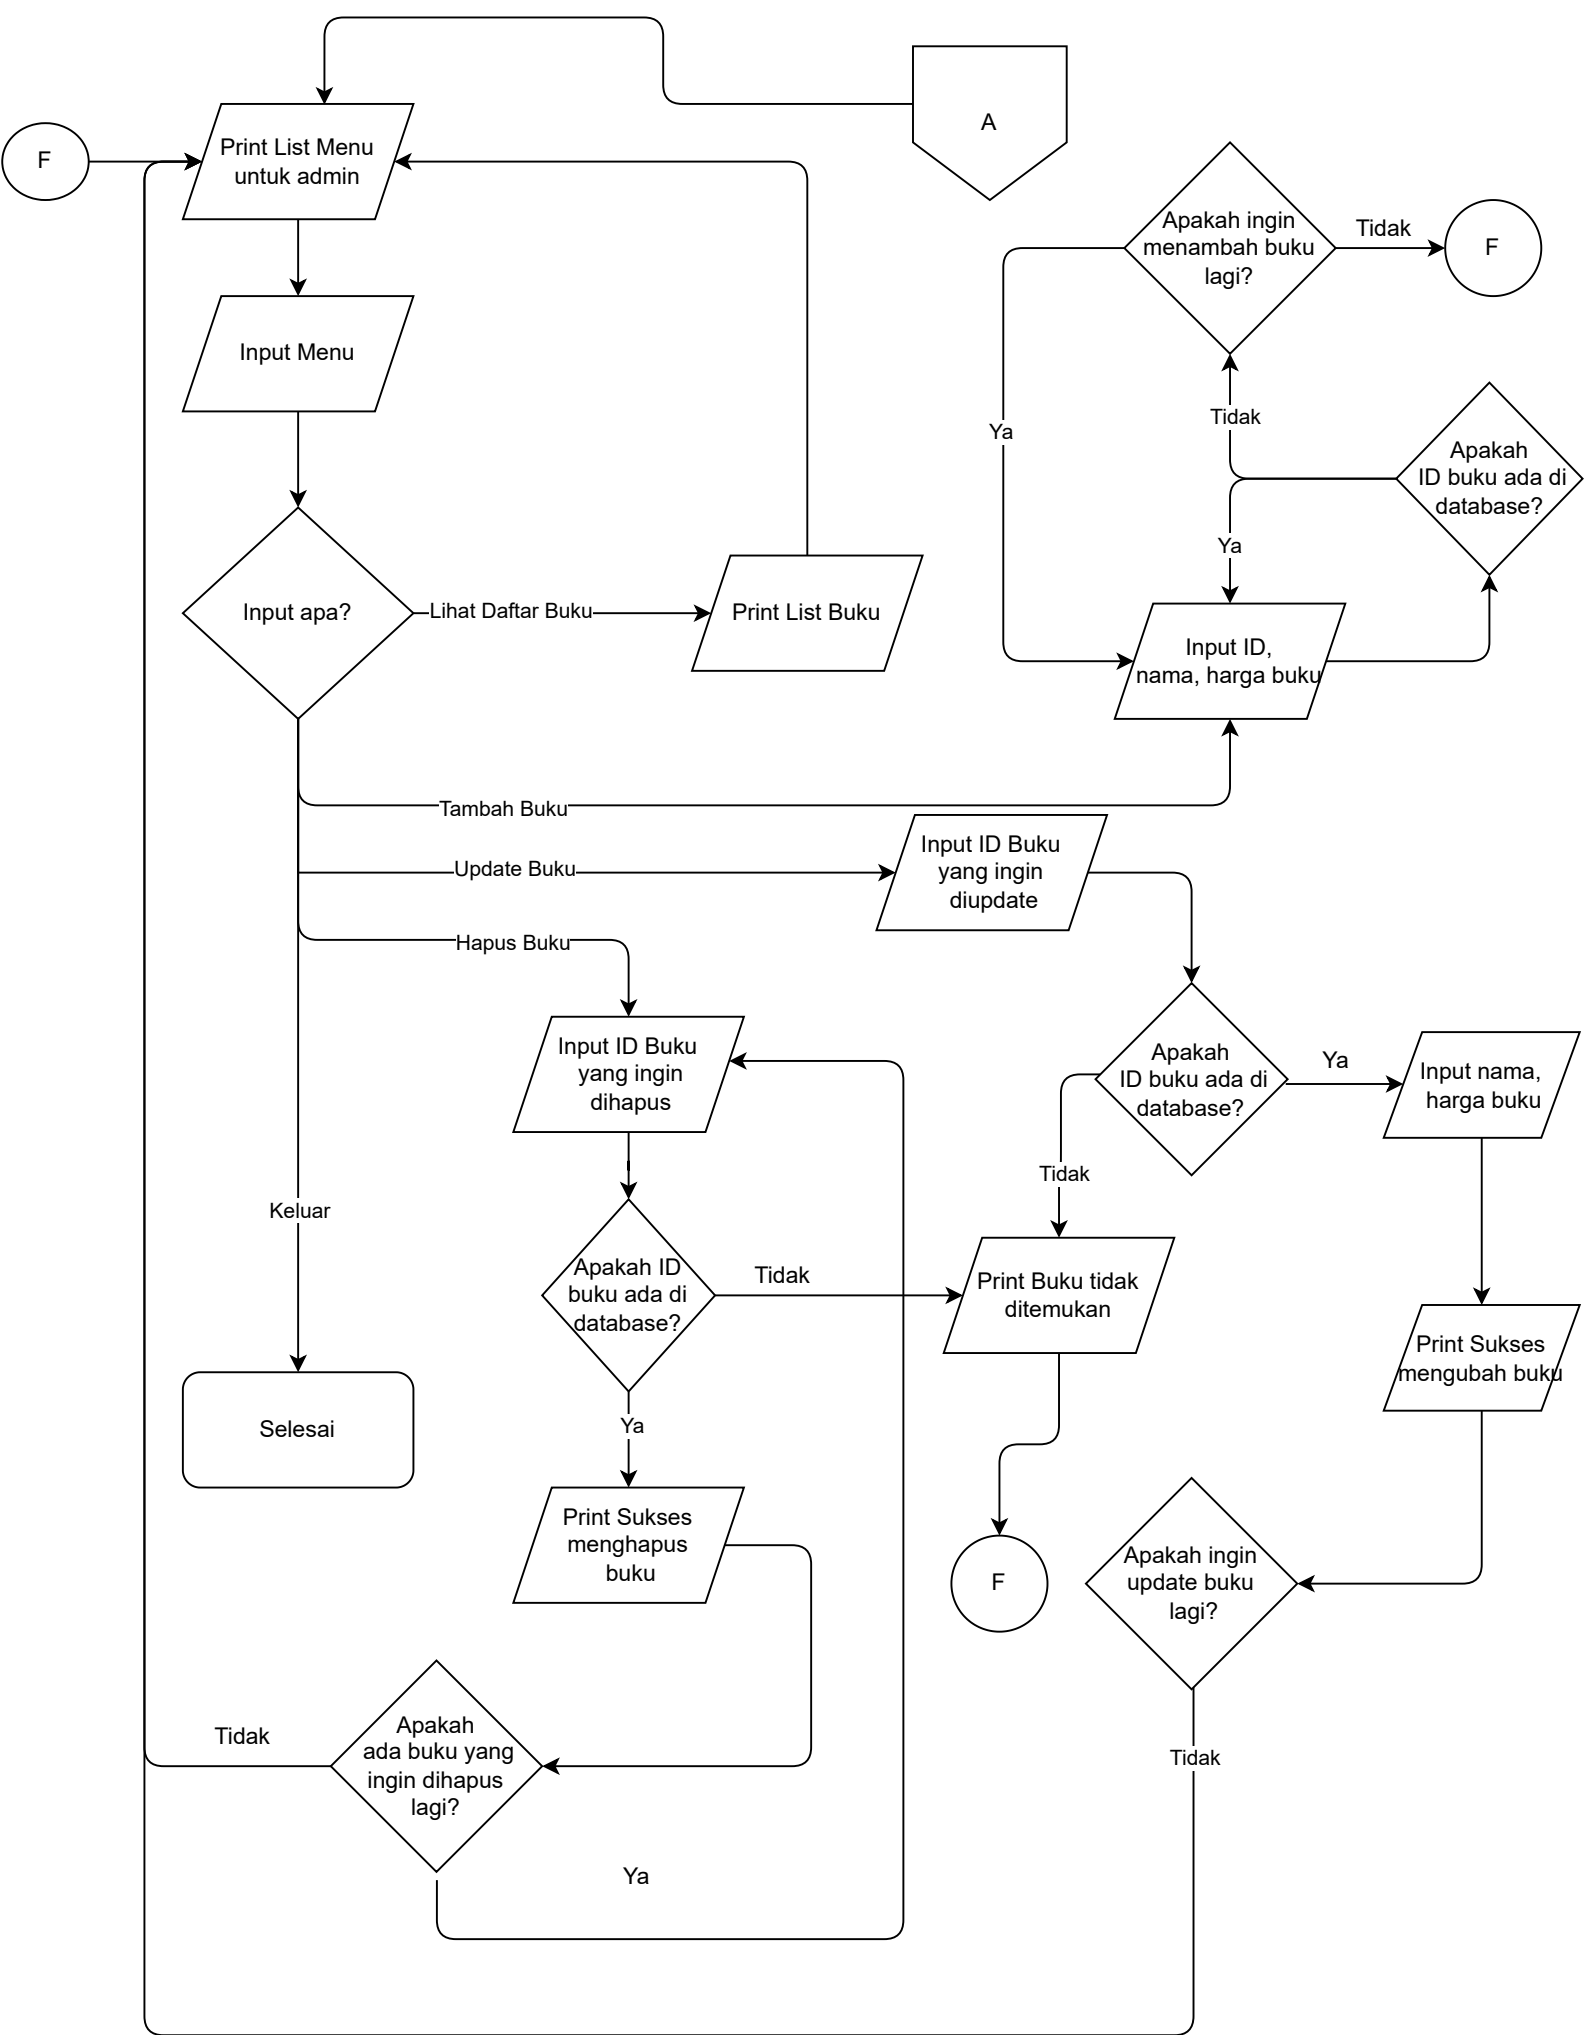 A
Print List Menu
untuk admin
F
Apakah ingin
menambah buku
lagi?
Tidak
F
Input Menu
Ya
Tidak
Apakah
ID buku ada di
database?
Ya
Input apa?
Lihat Daftar Buku
Print List Buku
Input ID,
nama, harga buku
Tambah Buku
Update Buku
Input ID Buku
yang ingin
diupdate
Hapus Buku
Input ID Buku
yang ingin
dihapus
Apakah
ID buku ada di
database?
Ya
Input nama,
harga buku
Tidak
Keluar
Apakah ID
buku ada di
database?
Tidak
Print Buku tidak
ditemukan
Print Sukses
mengubah buku
Ya
Selesai
Print Sukses
menghapus
buku
F
Apakah ingin
update buku
lagi?
Tidak
Apakah
ada buku yang
ingin dihapus
lagi?
Tidak
Ya